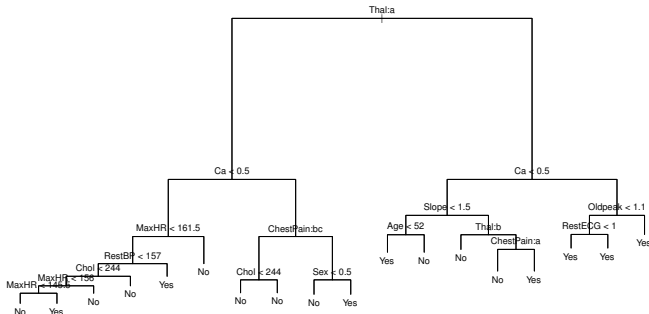 Thal:a
Ca < 0.5
Ca < 0.5
Slope < 1.5
Oldpeak < 1.1
MaxHR < 161.5
ChestPain:bc
Age < 52
Thal:b
RestECG < 1
ChestPain:a
RestBP < 157
Chol < 244
MaxHR < 156
MaxHR < 145.5
Chol < 244
Sex < 0.5
Yes
No
No
Yes
Yes
Yes
No
Yes
No
Yes
No
No
No
No
No
Yes
No
Yes